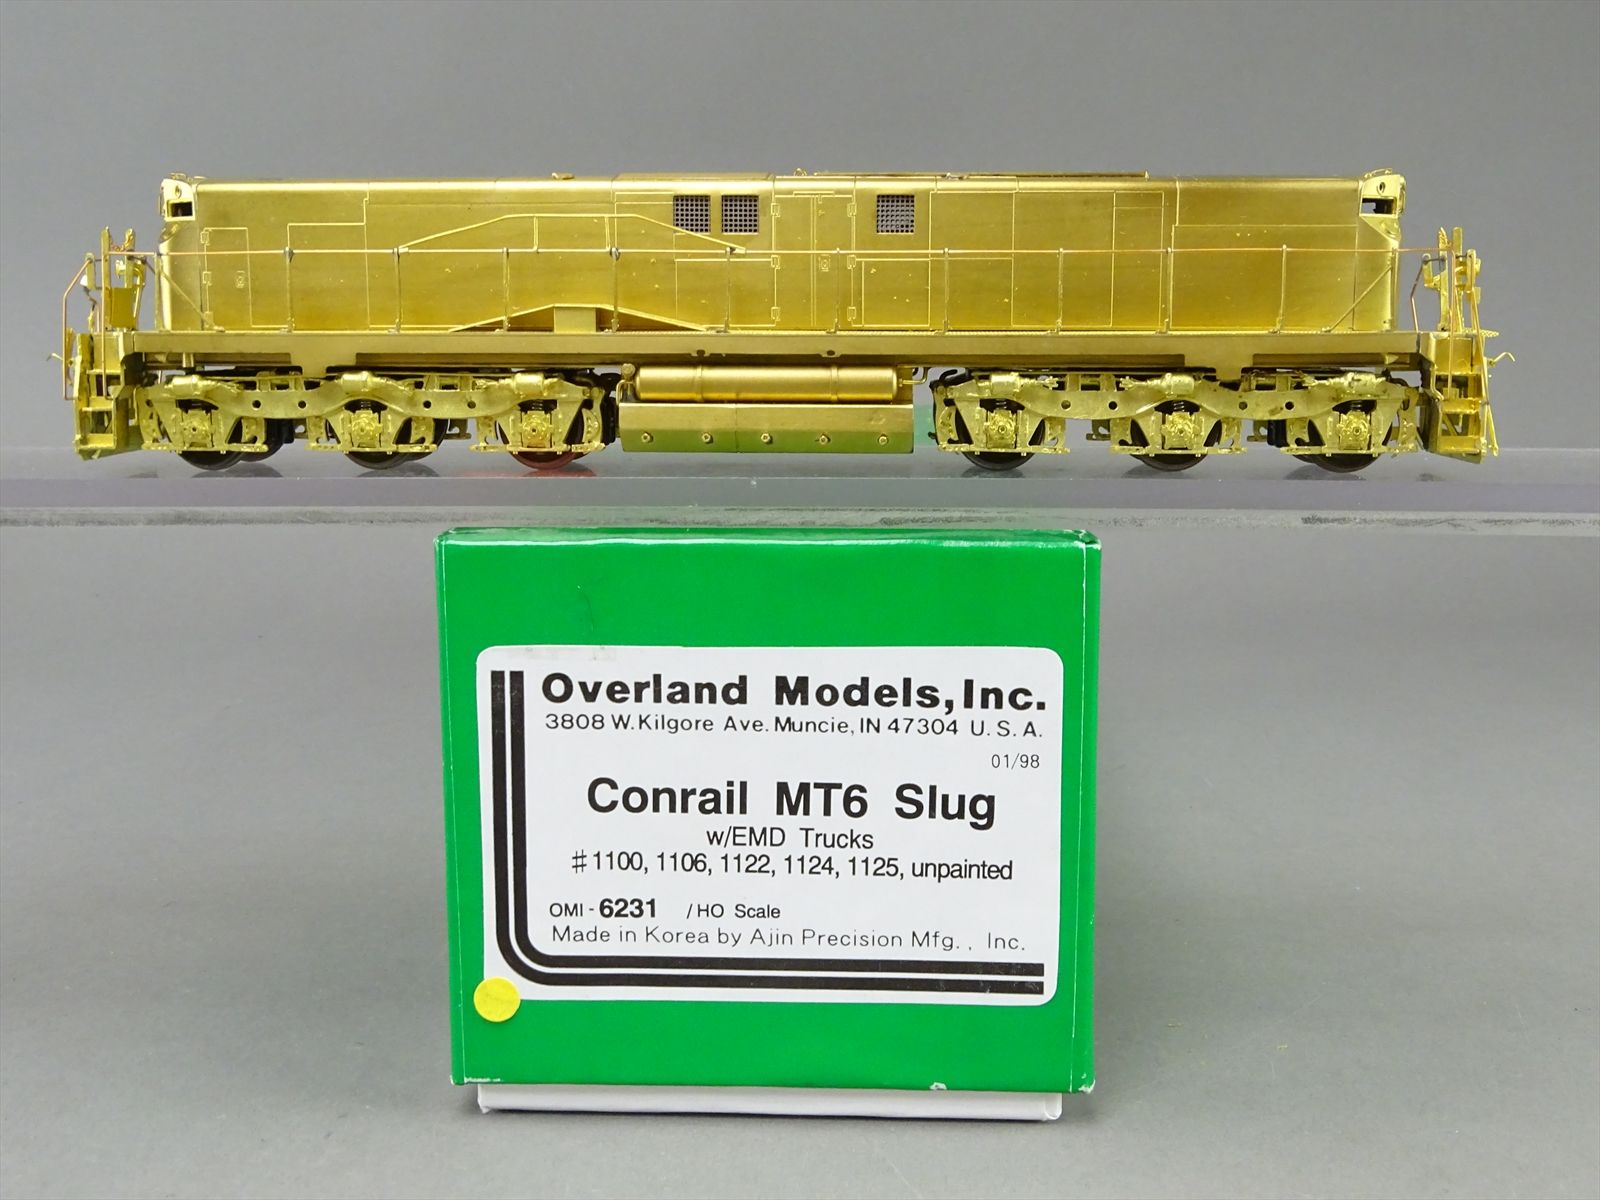 Overland Models, Inc.
3808 W. Kilgore Ave. Muncie, IN 47304 U. S. A.
01/98
Conrail MT6 Slug
w/EMD Trucks
#1100, 1106, 1122, 1124, 1125, unpainted
OMI - 6231 / HO Scale
Made in Korea by Ajin Precision Mfg. , Inc.